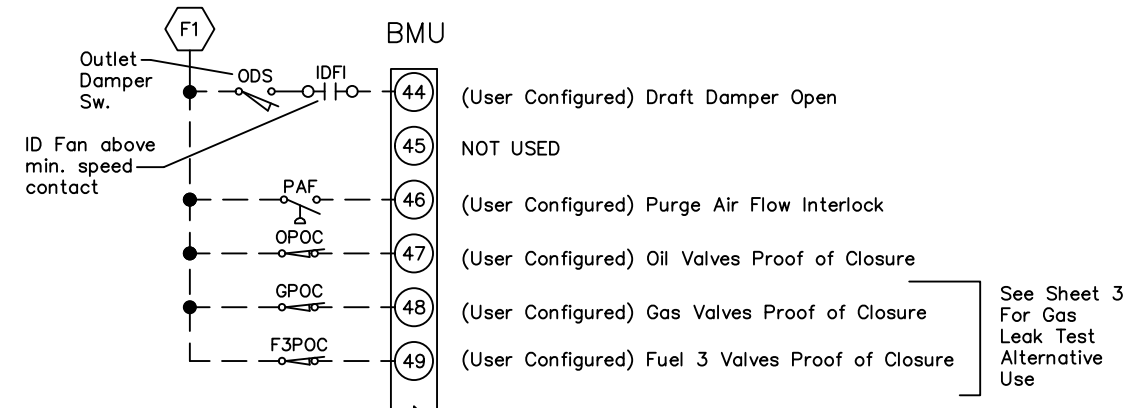 F1
BMU
Outlet
Damper
Sw.
ODS
IDFI
44
(User Configured) Draft Damper Open
ID Fan above
min. speed
contact
45
NOT USED
PAF
46
(User Configured) Purge Air Flow Interlock
OPOC
47
(User Configured) Oil Valves Proof of Closure
GPOC
48
(User Configured) Gas Valves Proof of Closure
F3POC
49
(User Configured) Fuel 3 Valves Proof of Closure
See Sheet 3
For Gas
Leak Test
Alternative
Use